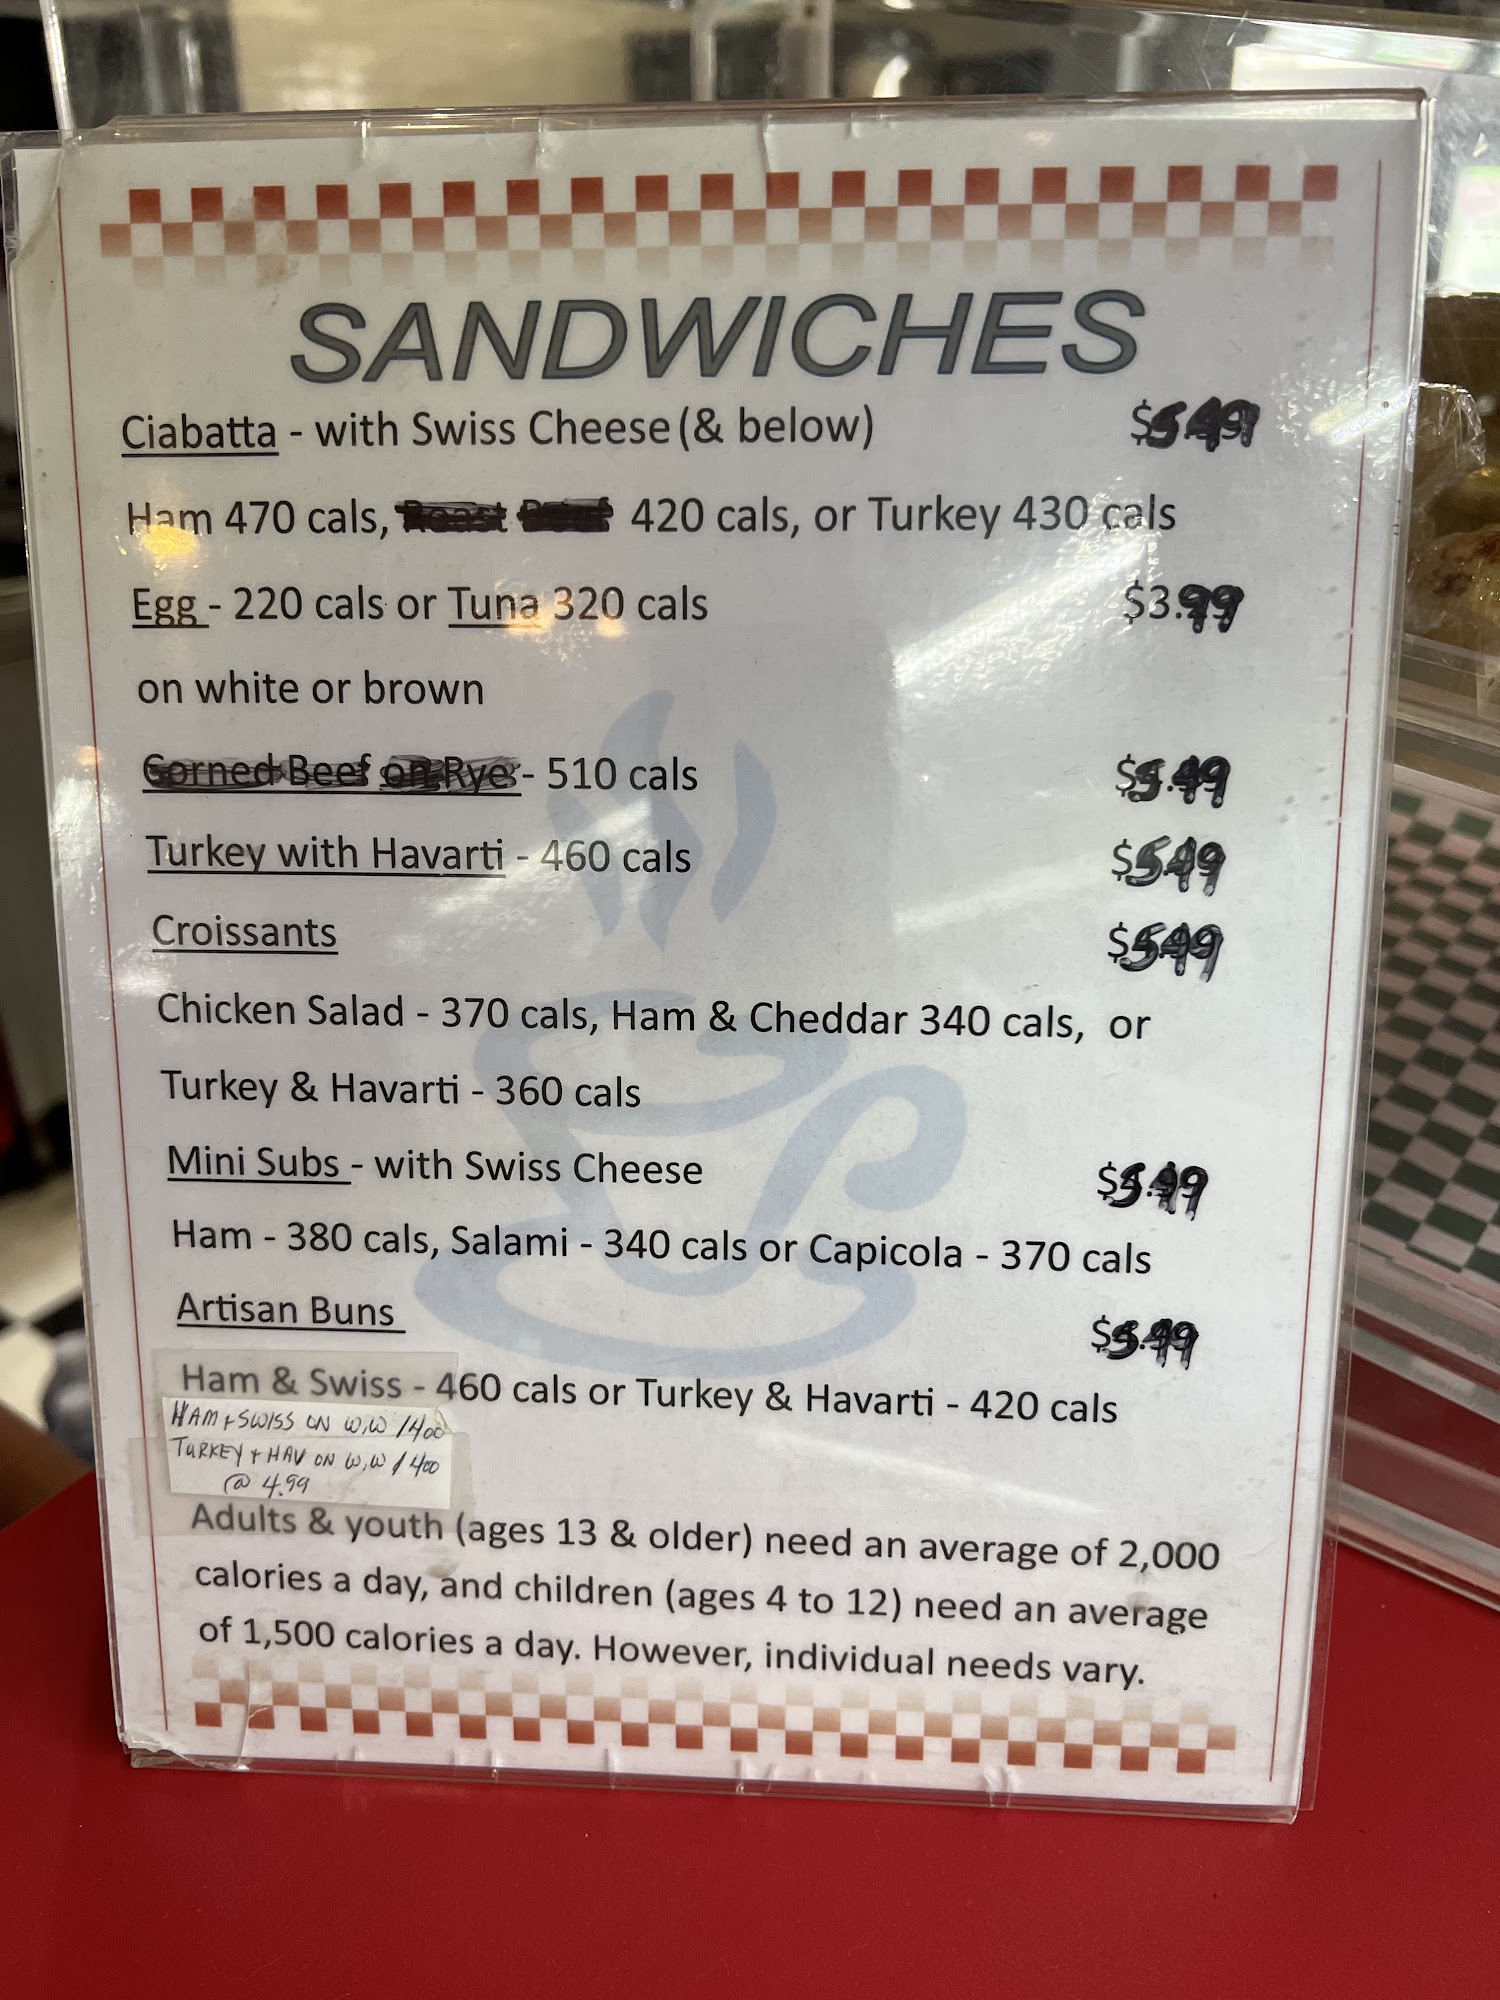 SANDWICHES
Ciabatta - with Swiss Cheese (& below) $5.49
Ham 470 cals, Roast Beef 420 cals, or Turkey 430 cals
Egg - 220 cals or Tuna 320 cals $3.99
on white or brown
Corned Beef on Rye - 510 cals $5.49
Turkey with Havarti - 460 cals $5.49
Croissants $5.49
Chicken Salad - 370 cals, Ham & Cheddar 340 cals, or
Turkey & Havarti - 360 cals
Mini Subs - with Swiss Cheese $5.49
Ham - 380 cals, Salami - 340 cals or Capicola - 370 cals
Artisan Buns $5.49
Ham & Swiss - 460 cals or Turkey & Havarti - 420 cals
HAM + SWISS ON W.W / 400
TURKEY + HAV ON W.W / 400
@ 4.99
Adults & youth (ages 13 & older) need an average of 2,000
calories a day, and children (ages 4 to 12) need an average
of 1,500 calories a day. However, individual needs vary.